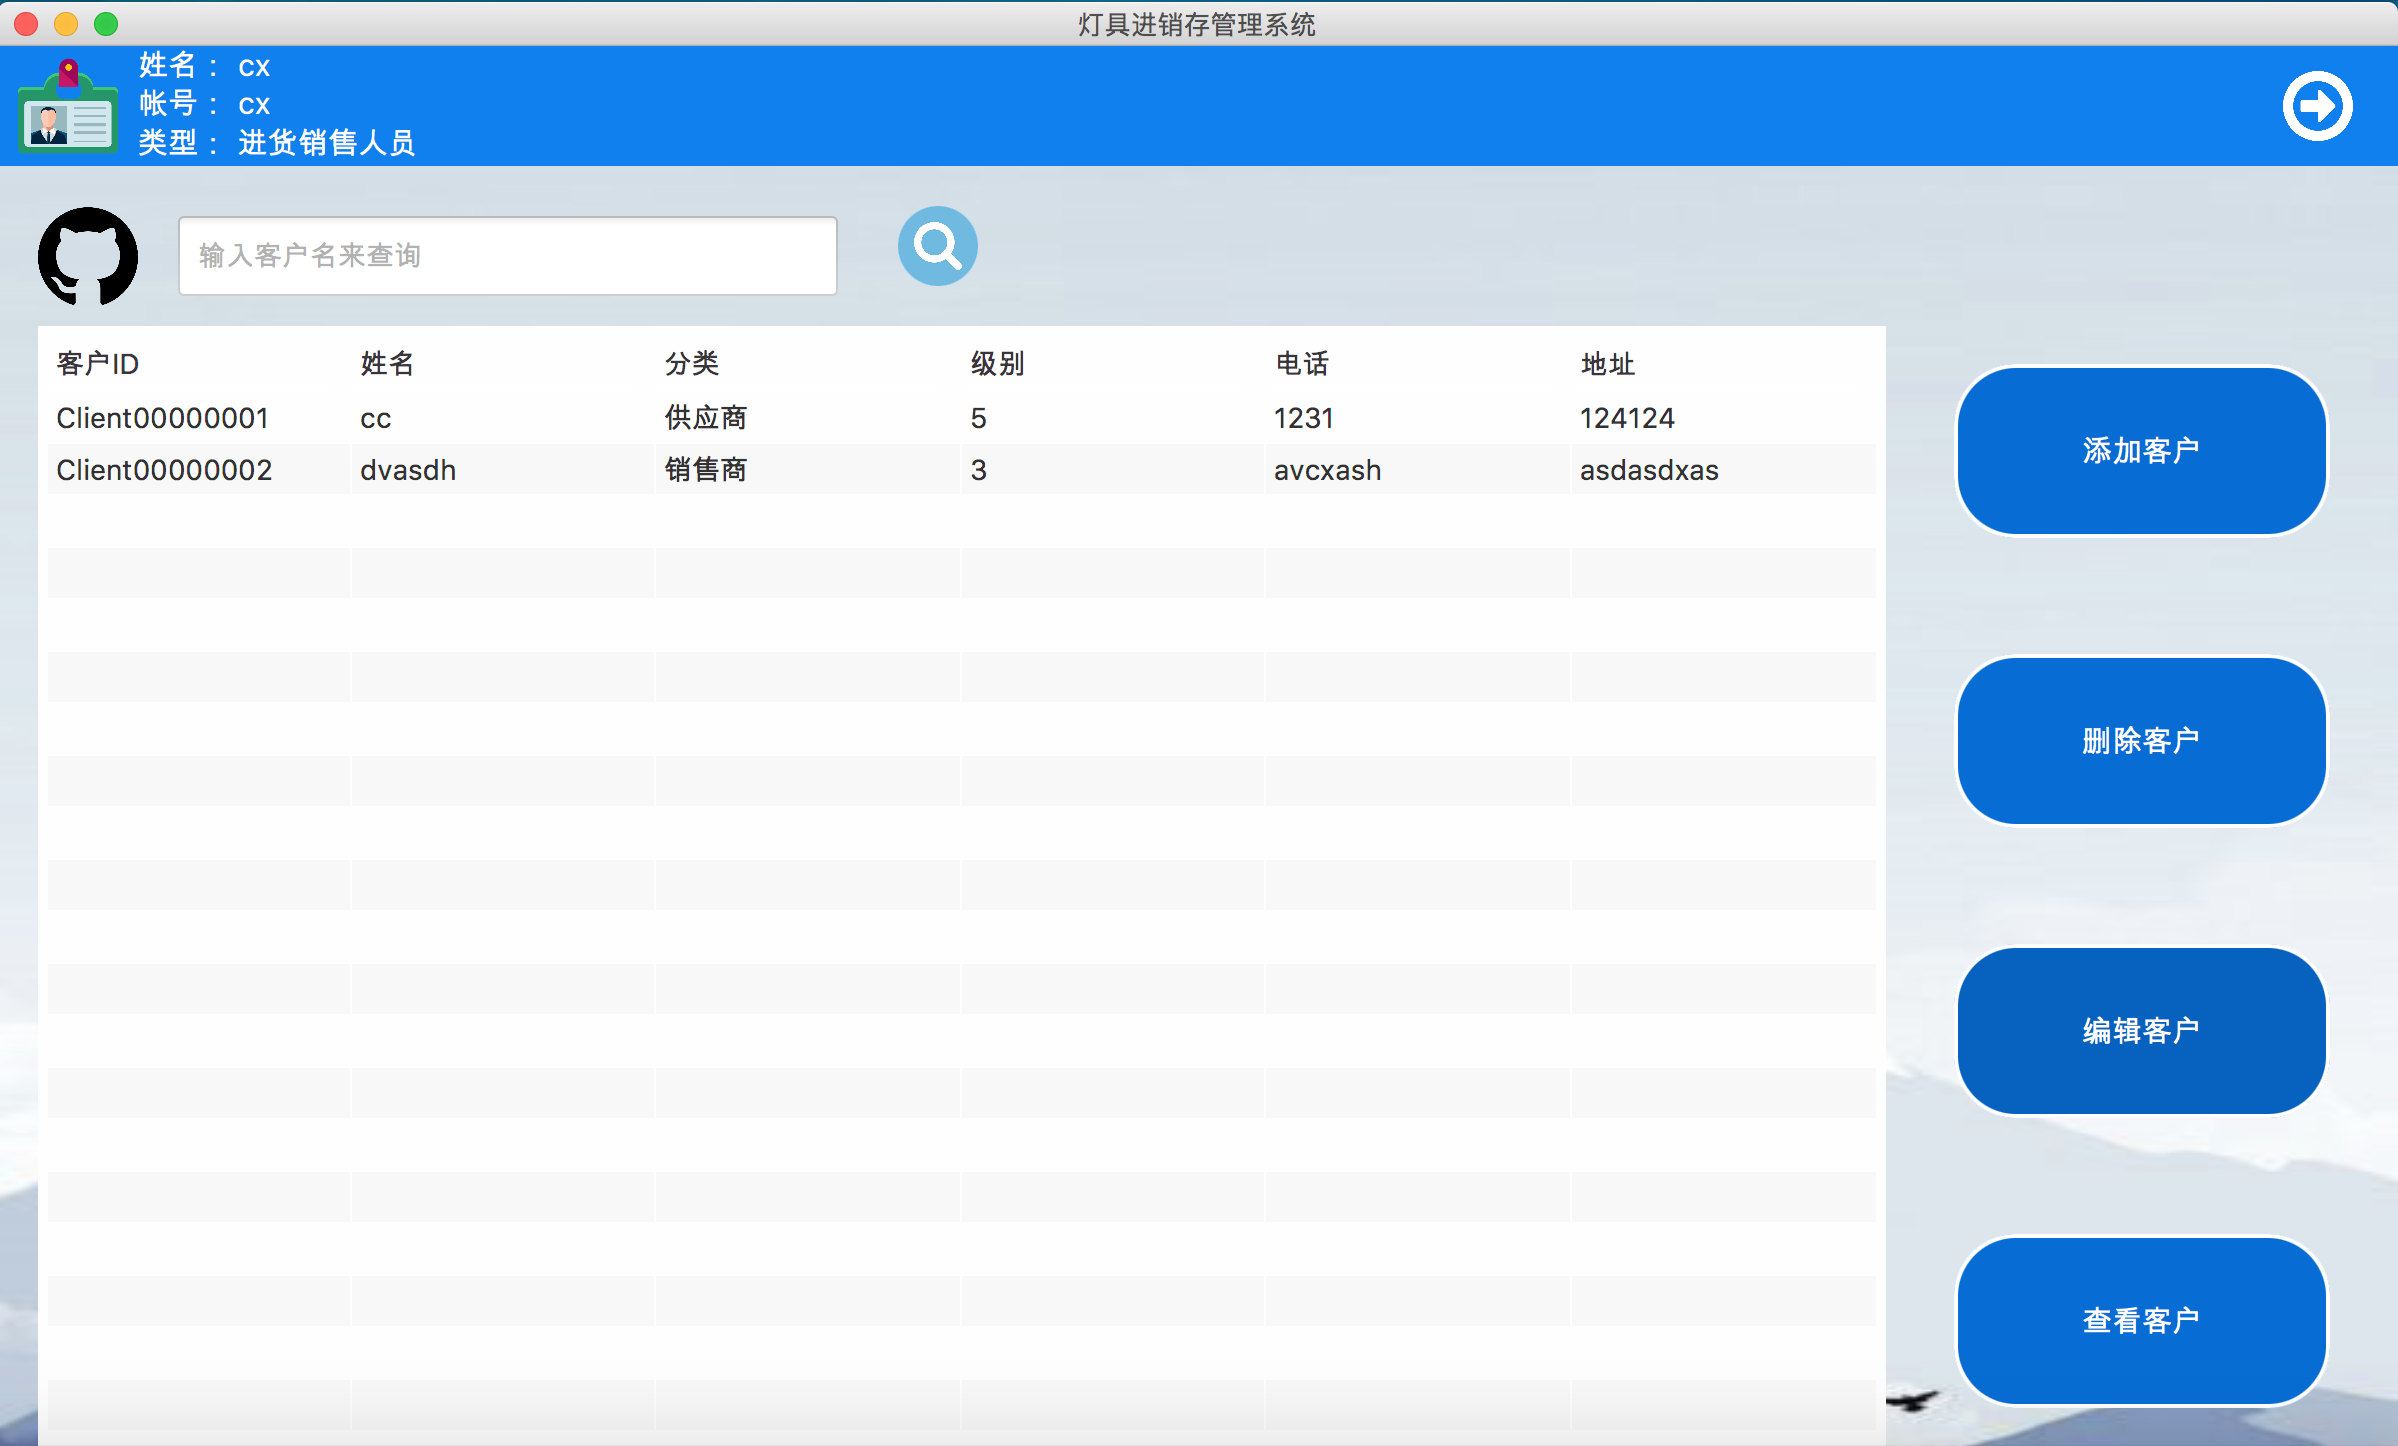 灯具进销存管理系统
姓名： cx
帐号： cx
类型： 进货销售人员
输入客户名来查询
客户ID 姓名 分类 级别 电话 地址
Client00000001 cc 供应商 5 1231 124124
Client00000002 dvasdh 销售商 3 avcxash asdasdxas
添加客户
删除客户
编辑客户
查看客户